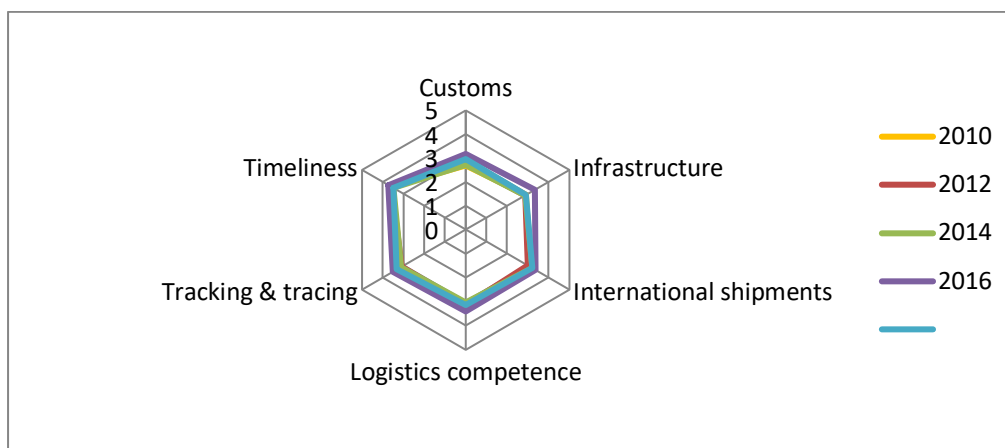 Customs
5
4
3
2
1
0
Timeliness
Infrastructure
Tracking & tracing
International shipments
Logistics competence
2010
2012
2014
2016